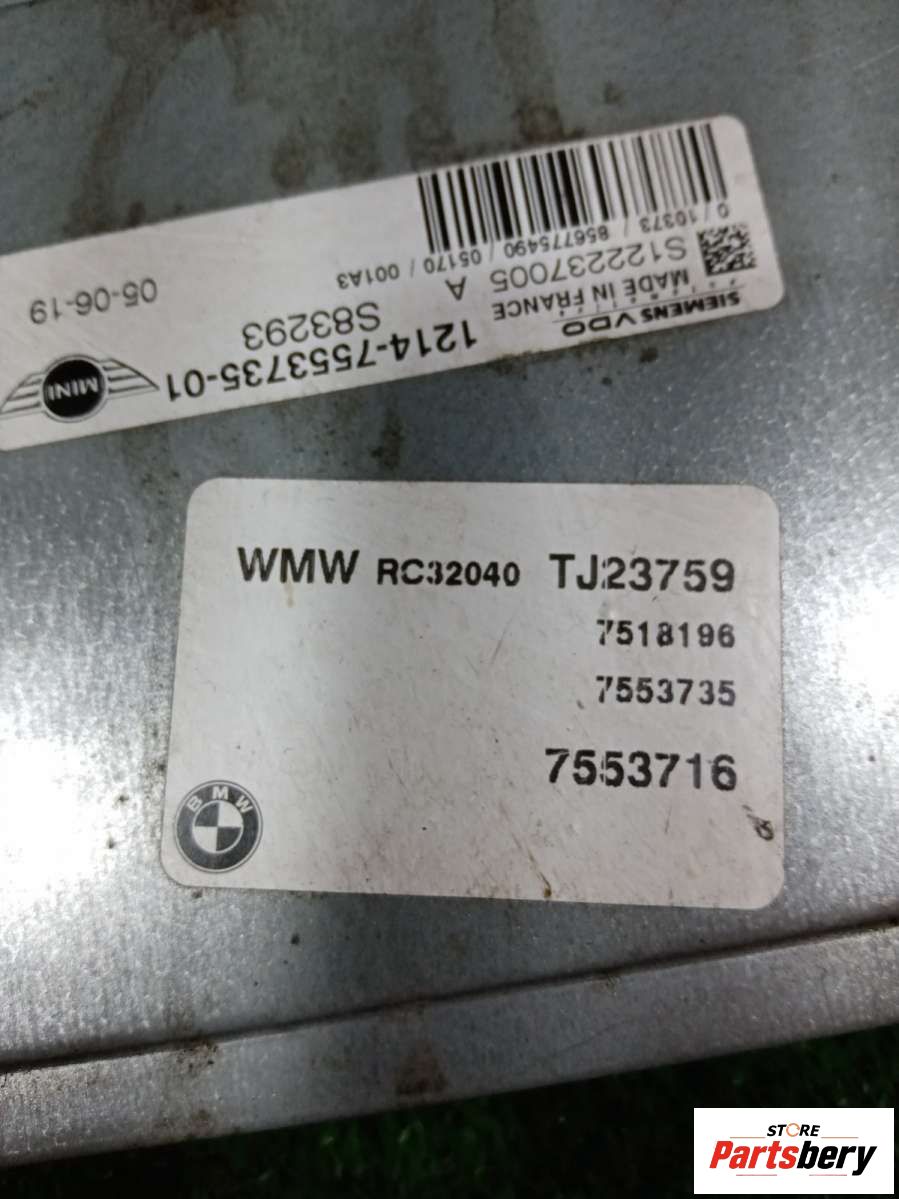 0 / 10373 / 856775490 / 05170 / 001A3
S122237005 A
MADE IN FRANCE
SIEMENS VDO
05-06-19
S83293
1214-7553735-01
MINI
WMW RC32040 TJ23759
7518196
7553735
7553716
BMW
STORE
Partsbery